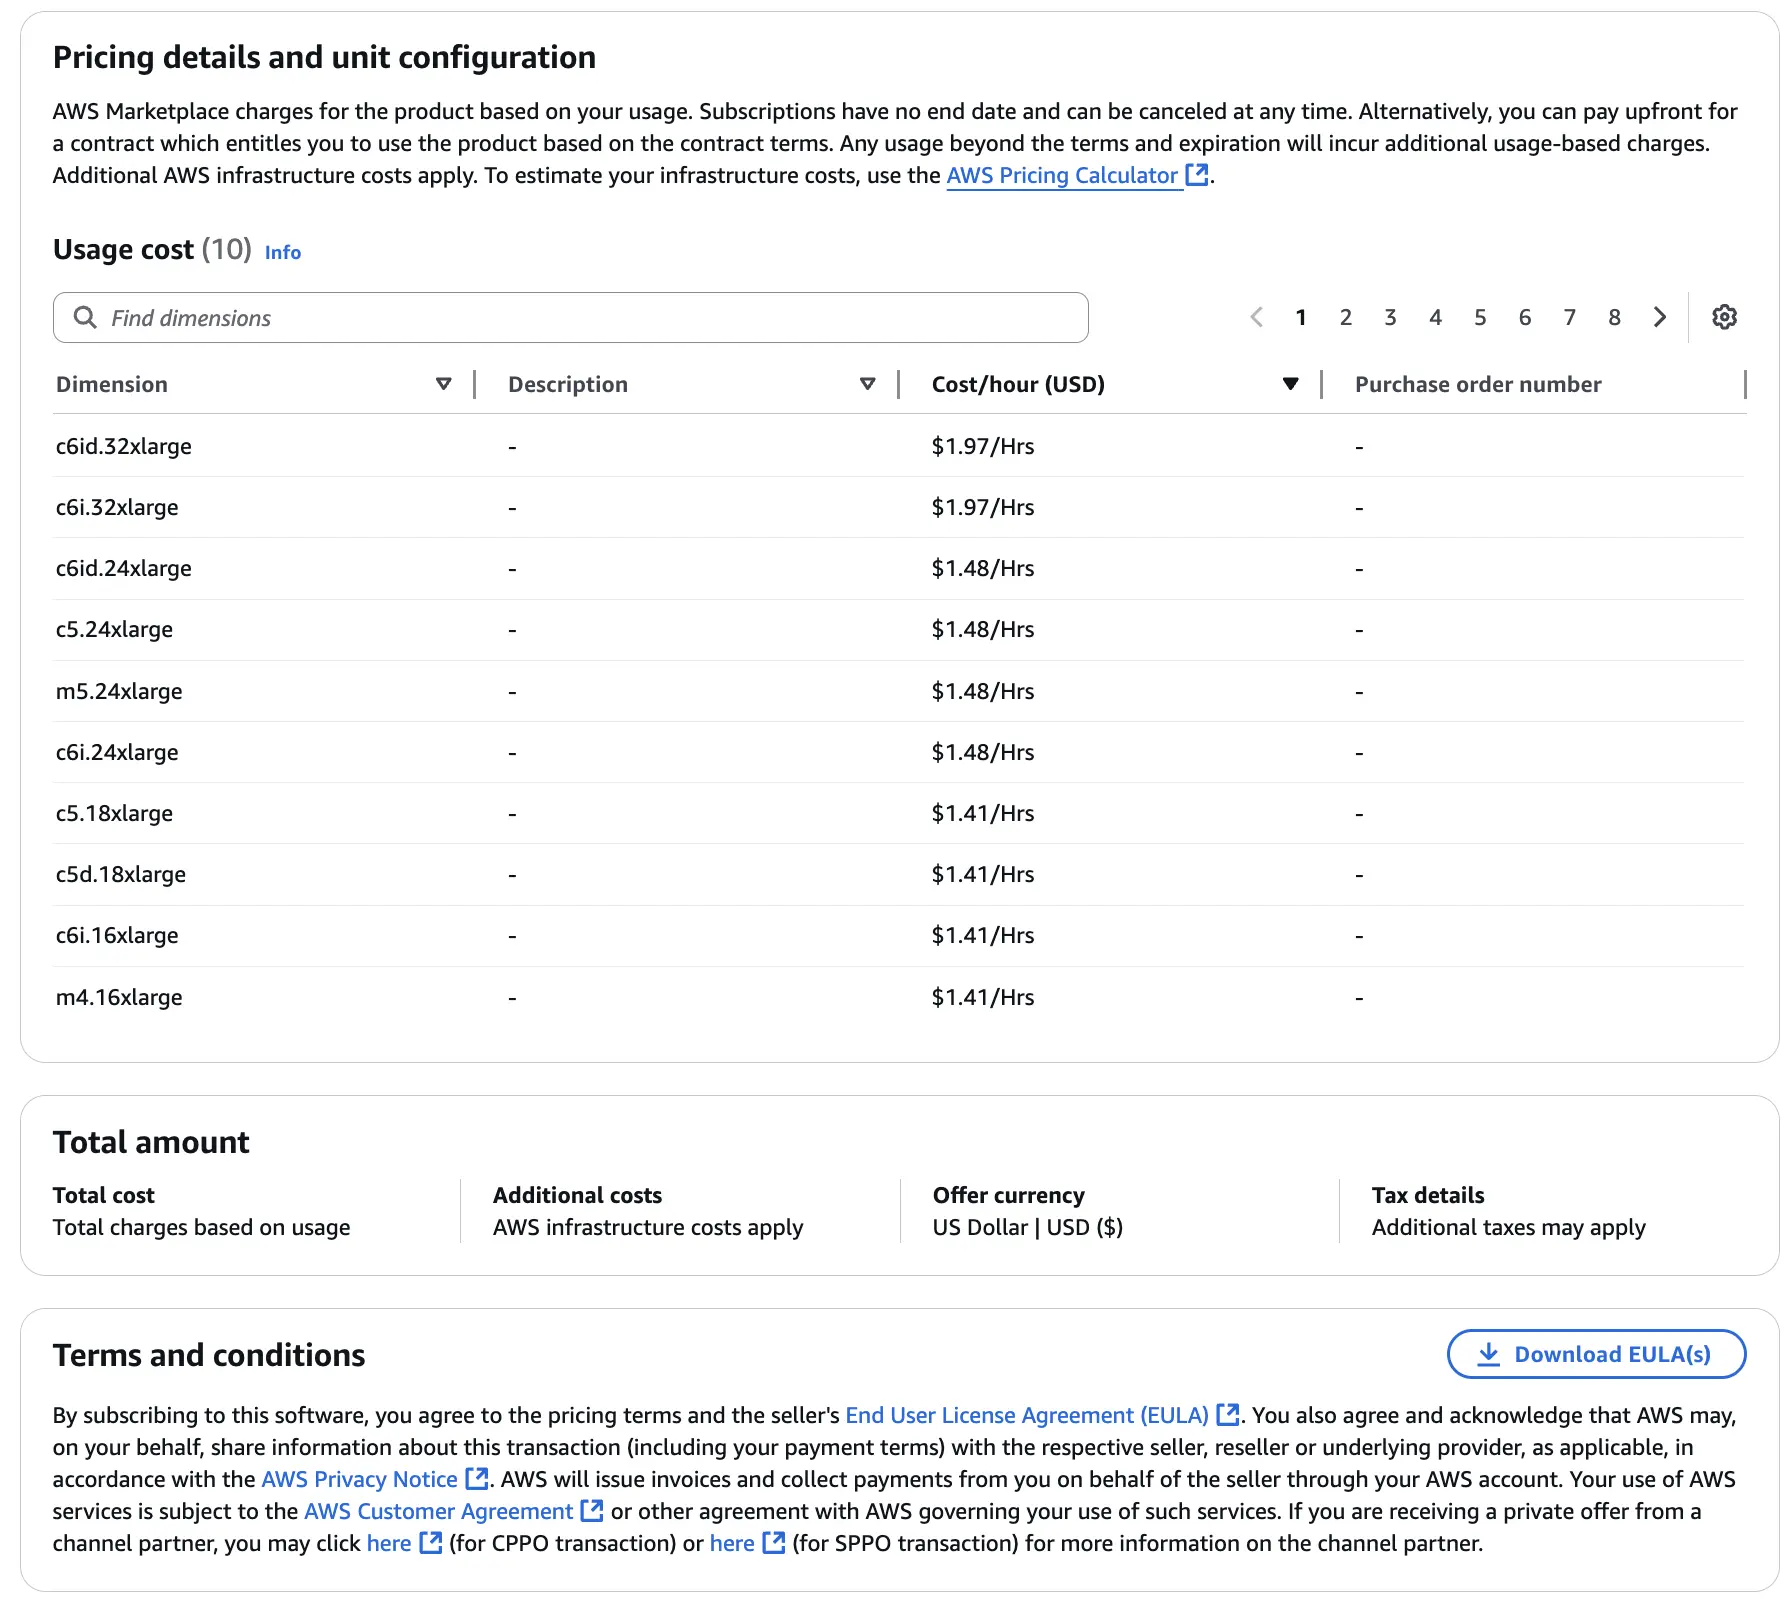 Pricing details and unit configuration
AWS Marketplace charges for the product based on your usage. Subscriptions have no end date and can be canceled at any time. Alternatively, you can pay upfront for
a contract which entitles you to use the product based on the contract terms. Any usage beyond the terms and expiration will incur additional usage-based charges.
Additional AWS infrastructure costs apply. To estimate your infrastructure costs, use the AWS Pricing Calculator.
Usage cost (10) Info
Find dimensions 1 2 3 4 5 6 7 8
Dimension Description Cost/hour (USD) Purchase order number
c6id.32xlarge - $1.97/Hrs -
c6i.32xlarge - $1.97/Hrs -
c6id.24xlarge - $1.48/Hrs -
c5.24xlarge - $1.48/Hrs -
m5.24xlarge - $1.48/Hrs -
c6i.24xlarge - $1.48/Hrs -
c5.18xlarge - $1.41/Hrs -
c5d.18xlarge - $1.41/Hrs -
c6i.16xlarge - $1.41/Hrs -
m4.16xlarge - $1.41/Hrs -
Total amount
Total cost Additional costs Offer currency Tax details
Total charges based on usage AWS infrastructure costs apply US Dollar | USD ($) Additional taxes may apply
Terms and conditions Download EULA(s)
By subscribing to this software, you agree to the pricing terms and the seller's End User License Agreement (EULA). You also agree and acknowledge that AWS may,
on your behalf, share information about this transaction (including your payment terms) with the respective seller, reseller or underlying provider, as applicable, in
accordance with the AWS Privacy Notice. AWS will issue invoices and collect payments from you on behalf of the seller through your AWS account. Your use of AWS
services is subject to the AWS Customer Agreement or other agreement with AWS governing your use of such services. If you are receiving a private offer from a
channel partner, you may click here (for CPPO transaction) or here (for SPPO transaction) for more information on the channel partner.